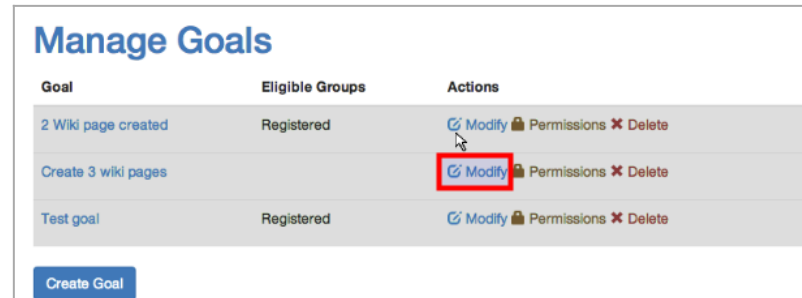 Manage Goals
Goal Eligible Groups Actions
2 Wiki page created Registered Modify Permissions Delete
Create 3 wiki pages Modify Permissions Delete
Test goal Registered Modify Permissions Delete
Create Goal